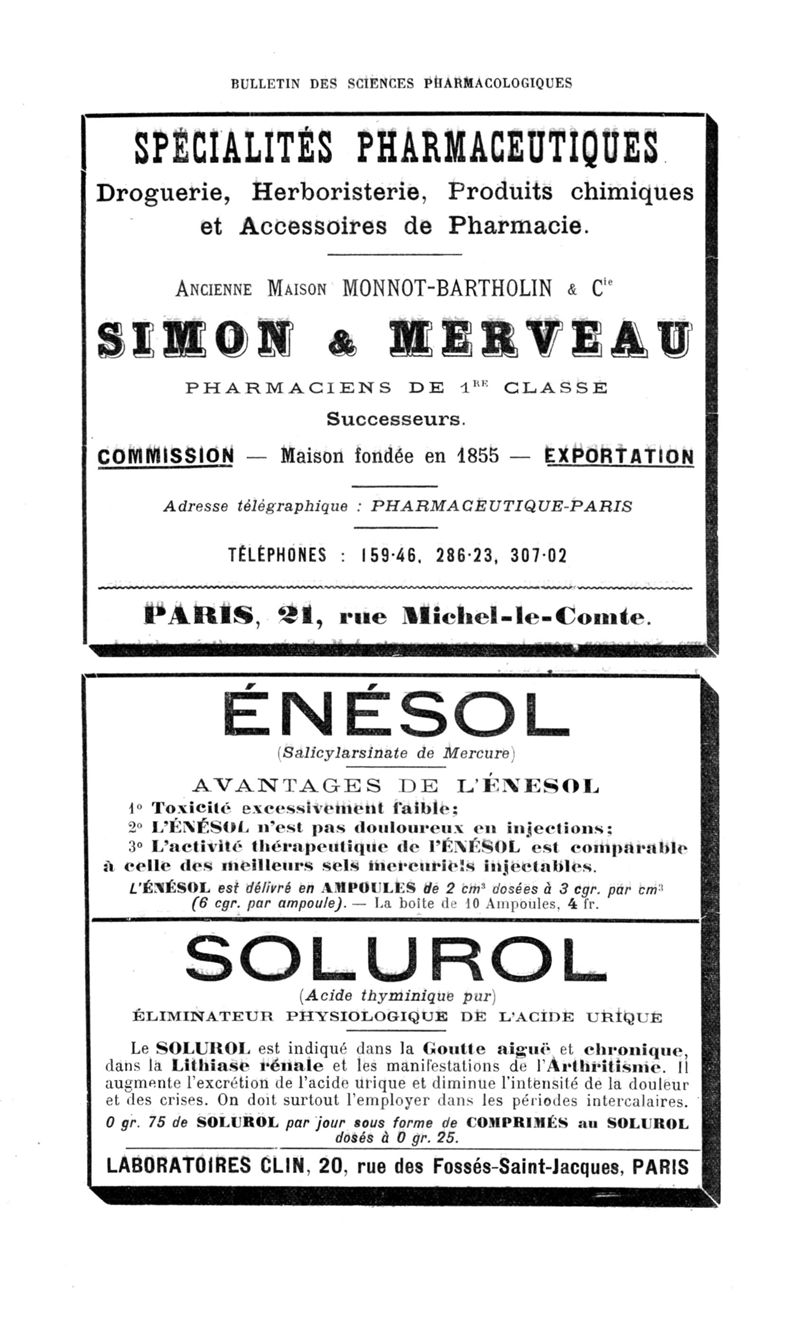 BULLETIN DES SCIENCES PHARMACOLOGIQUES
SPÉCIALITÉS PHARMACEUTIQUES
Droguerie, Herboristerie, Produits chimiques
et Accessoires de Pharmacie.
ANCIENNE MAISON MONNOT-BARTHOLIN & Cie
SIMON & MERVEAU
PHARMACIENS DE 1RE CLASSE
Successeurs.
COMMISSION — Maison fondée en 1855 — EXPORTATION
Adresse télégraphique : PHARMACEUTIQUE-PARIS
TÉLÉPHONES : 159-46, 286-23, 307-02
PARIS, 21, rue Michel-le-Comte.
ÉNÉSOL
(Salicylarsinate de Mercure)
AVANTAGES DE L'ÉNESOL
1º Toxicité excessivement faible;
2º L'ÉNÉSOL n'est pas douloureux en injections;
3º L'activité thérapeutique de l'ÉNÉSOL est comparable
à celle des meilleurs sels mercuriels injectables.
L'ÉNÉSOL est délivré en AMPOULES de 2 cm³ dosées à 3 cgr. par cm³
(6 cgr. par ampoule). — La boîte de 10 Ampoules, 4 fr.
SOLUROL
(Acide thyminique pur)
ÉLIMINATEUR PHYSIOLOGIQUE DE L'ACIDE URIQUE
Le SOLUROL est indiqué dans la Goutte aiguë et chronique,
dans la Lithiase rénale et les manifestations de l'Arthritisme. Il
augmente l'excrétion de l'acide urique et diminue l'intensité de la douleur
et des crises. On doit surtout l'employer dans les périodes intercalaires.
0 gr. 75 de SOLUROL par jour sous forme de COMPRIMÉS au SOLUROL
dosés à 0 gr. 25.
LABORATOIRES CLIN, 20, rue des Fossés-Saint-Jacques, PARIS